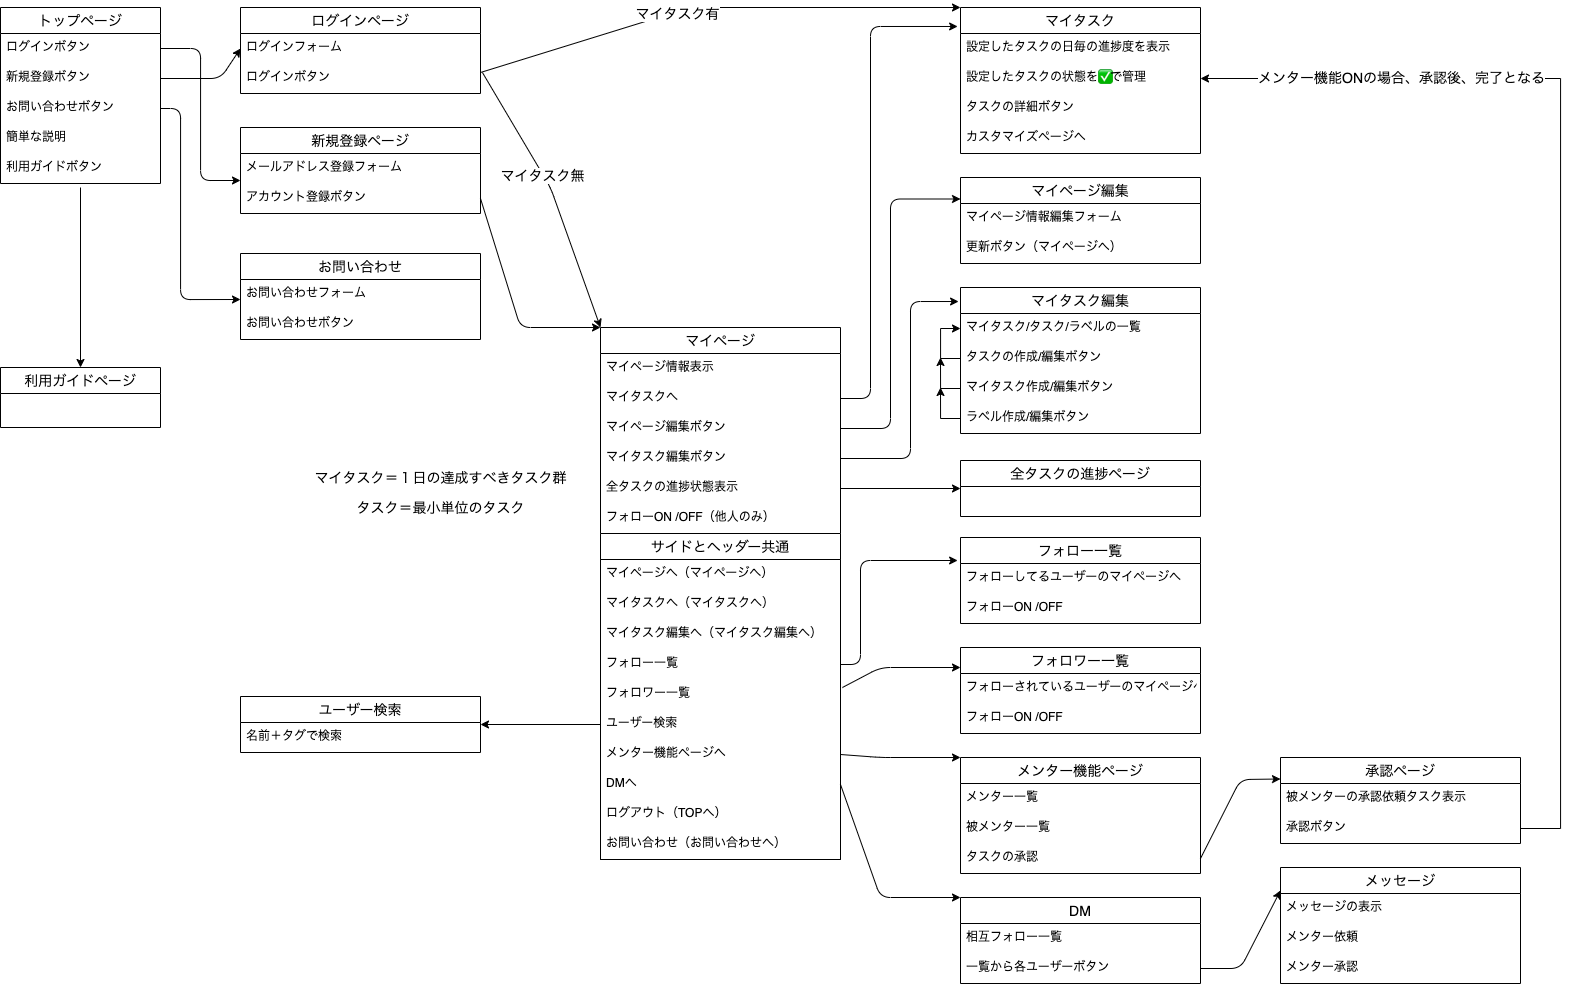 トップページ
ログインボタン
新規登録ボタン
お問い合わせボタン
簡単な説明
利用ガイドボタン
利用ガイドページ
ログインページ
ログインフォーム
ログインボタン
新規登録ページ
メールアドレス登録フォーム
アカウント登録ボタン
お問い合わせ
お問い合わせフォーム
お問い合わせボタン
マイタスク有
マイタスク無
マイタスク＝１日の達成すべきタスク群
タスク＝最小単位のタスク
ユーザー検索
名前＋タグで検索
マイページ
マイページ情報表示
マイタスクへ
マイページ編集ボタン
マイタスク編集ボタン
全タスクの進捗状態表示
フォローON /OFF（他人のみ）
サイドとヘッダー共通
マイページへ（マイページへ）
マイタスクへ（マイタスクへ）
マイタスク編集へ（マイタスク編集へ）
フォロー一覧
フォロワー一覧
ユーザー検索
メンター機能ページへ
DMへ
ログアウト（TOPへ）
お問い合わせ（お問い合わせへ）
マイタスク
設定したタスクの日毎の進捗度を表示
設定したタスクの状態を✅で管理
タスクの詳細ボタン
カスタマイズページへ
メンター機能ONの場合、承認後、完了となる
マイページ編集
マイページ情報編集フォーム
更新ボタン（マイページへ）
マイタスク編集
マイタスク/タスク/ラベルの一覧
タスクの作成/編集ボタン
マイタスク作成/編集ボタン
ラベル作成/編集ボタン
全タスクの進捗ページ
フォロー一覧
フォローしてるユーザーのマイページへ
フォローON /OFF
フォロワー一覧
フォローされているユーザーのマイページ
フォローON /OFF
メンター機能ページ
メンター一覧
被メンター一覧
タスクの承認
DM
相互フォロー一覧
一覧から各ユーザーボタン
承認ページ
被メンターの承認依頼タスク表示
承認ボタン
メッセージ
メッセージの表示
メンター依頼
メンター承認